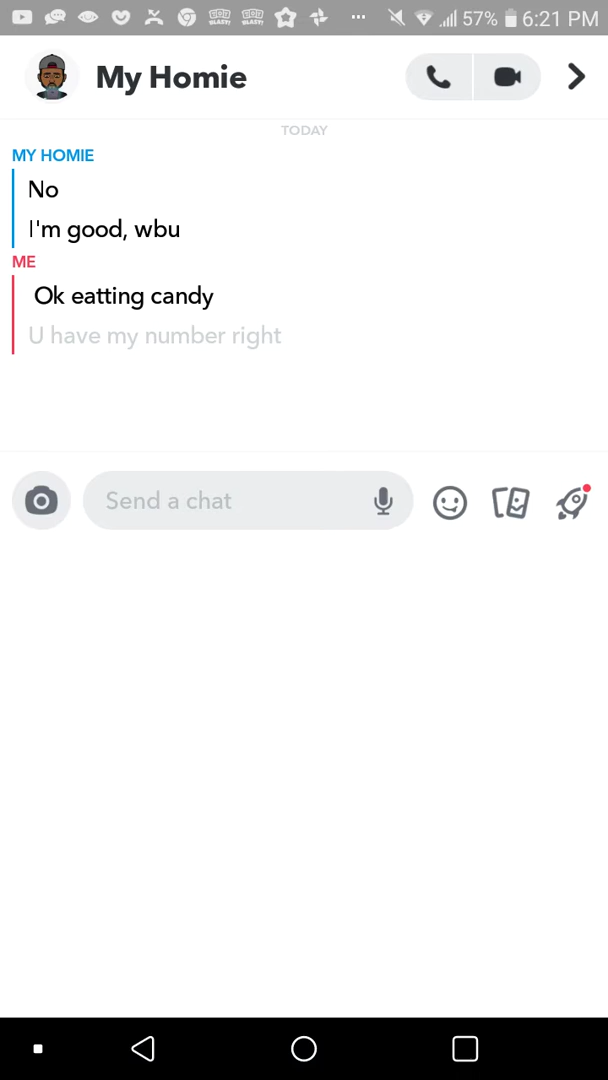 57% 6:21 PM
My Homie
TODAY
MY HOMIE
No
I'm good, wbu
ME
Ok eatting candy
U have my number right
Send a chat